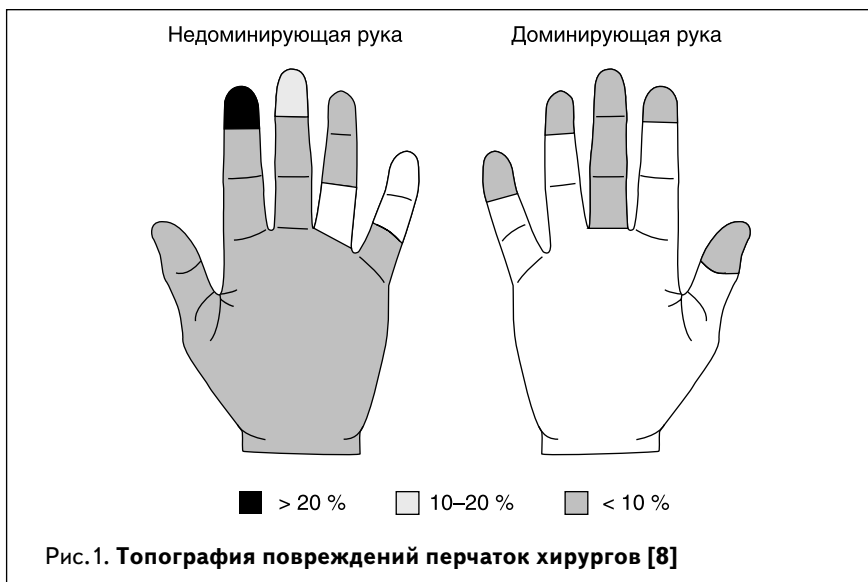 Недоминирующая рука Доминирующая рука
> 20 % 10–20 % < 10 %
Рис.1. Топография повреждений перчаток хирургов [8]